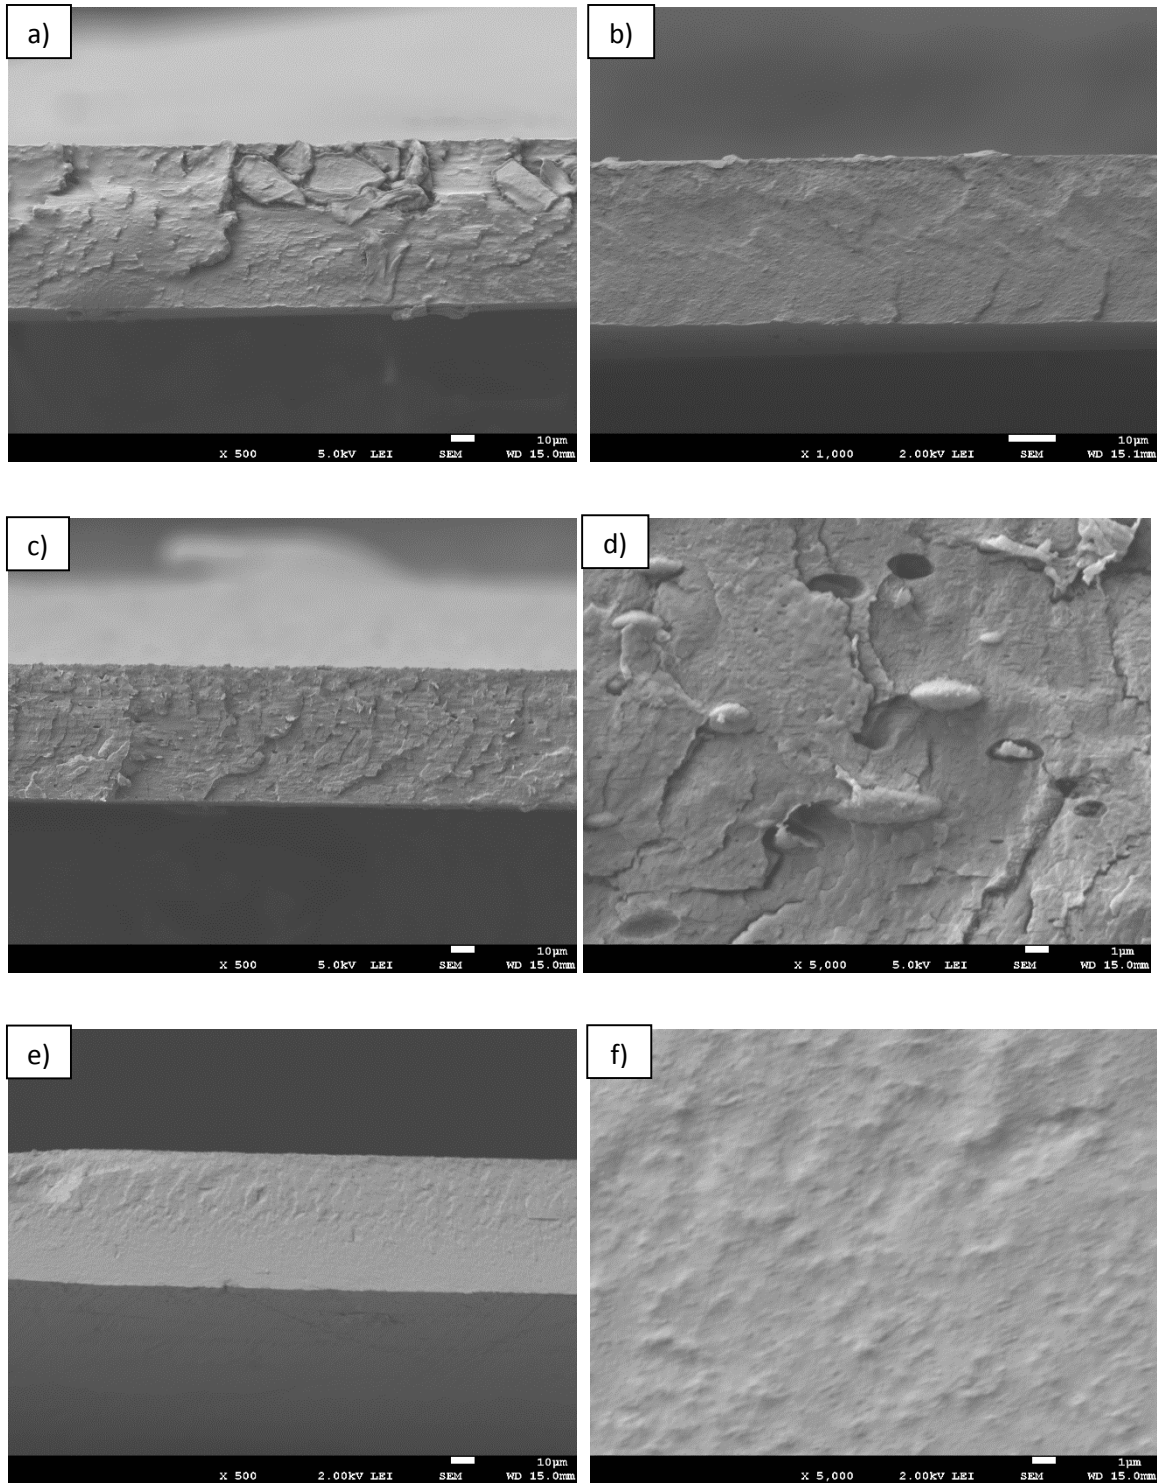 a)
10µm
X 500 5.0kV LEI SEM WD 15.0mm
b)
10µm
X 1,000 2.00kV LEI SEM WD 15.1mm
c)
10µm
X 500 5.0kV LEI SEM WD 15.0mm
d)
1µm
X 5,000 5.0kV LEI SEM WD 15.0mm
e)
10µm
X 500 2.00kV LEI SEM WD 15.0mm
f)
1µm
X 5,000 2.00kV LEI SEM WD 15.0mm